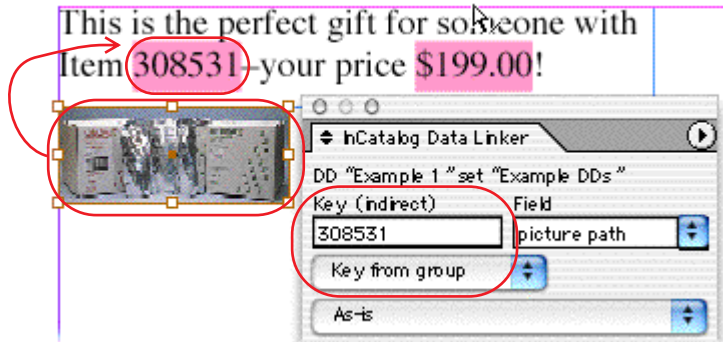 This is the perfect gift for someone with
Item 308531–your price $199.00!
InCatalog Data Linker
DD "Example 1 "set "Example DDs"
Key (indirect) Field
308531 picture path
Key from group
As-is